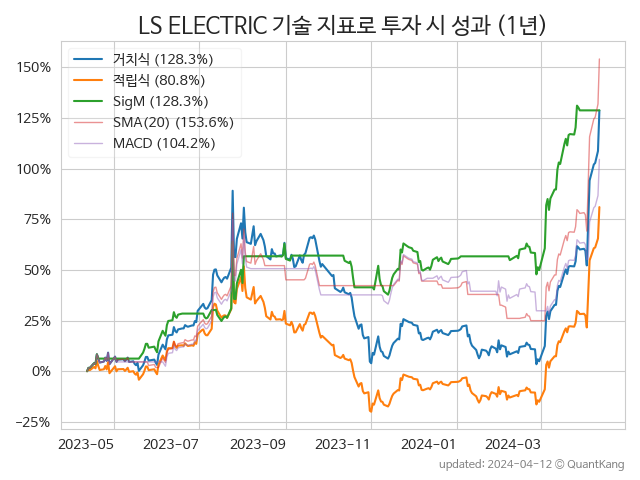 LS ELECTRIC 기술 지표로 투자 시 성과 (1년)
거치식 (128.3%)
적립식 (80.8%)
SigM (128.3%)
SMA(20) (153.6%)
MACD (104.2%)
150%
125%
100%
75%
50%
25%
0%
−25%
2023-05 2023-07 2023-09 2023-11 2024-01 2024-03
updated: 2024-04-12 © QuantKang